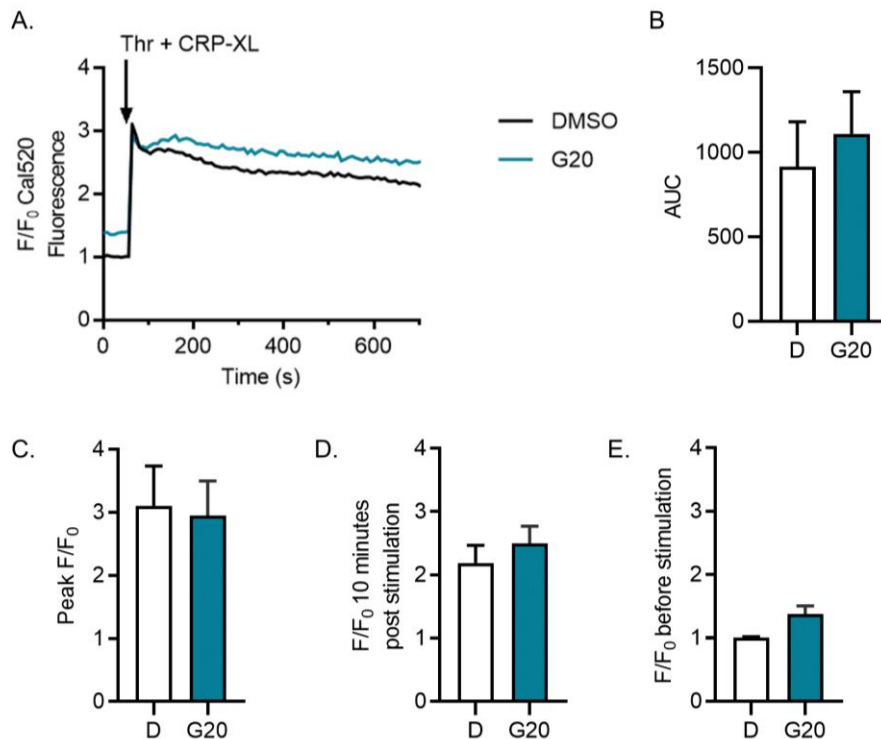 A.
Thr + CRP-XL
4
3
2
1
0
F/F0 Cal520
Fluorescence
0 200 400 600
Time (s)
DMSO
G20
B
1500
1000
500
0
AUC
D G20
C.
4
3
2
1
0
Peak F/F0
D G20
D.
4
3
2
1
0
F/F0 10 minutes
post stimulation
D G20
E.
4
3
2
1
0
F/F0 before stimulation
D G20